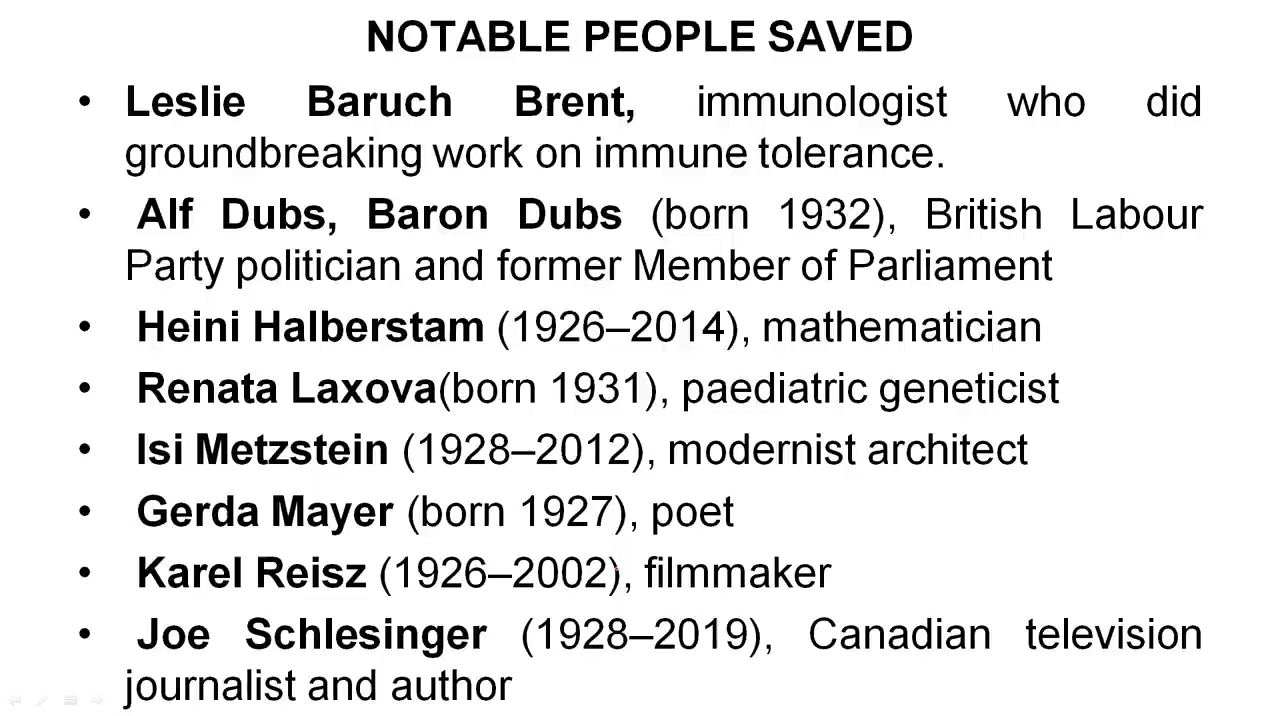 NOTABLE PEOPLE SAVED
• Leslie Baruch Brent, immunologist who did
groundbreaking work on immune tolerance.
• Alf Dubs, Baron Dubs (born 1932), British Labour
Party politician and former Member of Parliament
• Heini Halberstam (1926–2014), mathematician
• Renata Laxova(born 1931), paediatric geneticist
• Isi Metzstein (1928–2012), modernist architect
• Gerda Mayer (born 1927), poet
• Karel Reisz (1926–2002), filmmaker
• Joe Schlesinger (1928–2019), Canadian television
journalist and author